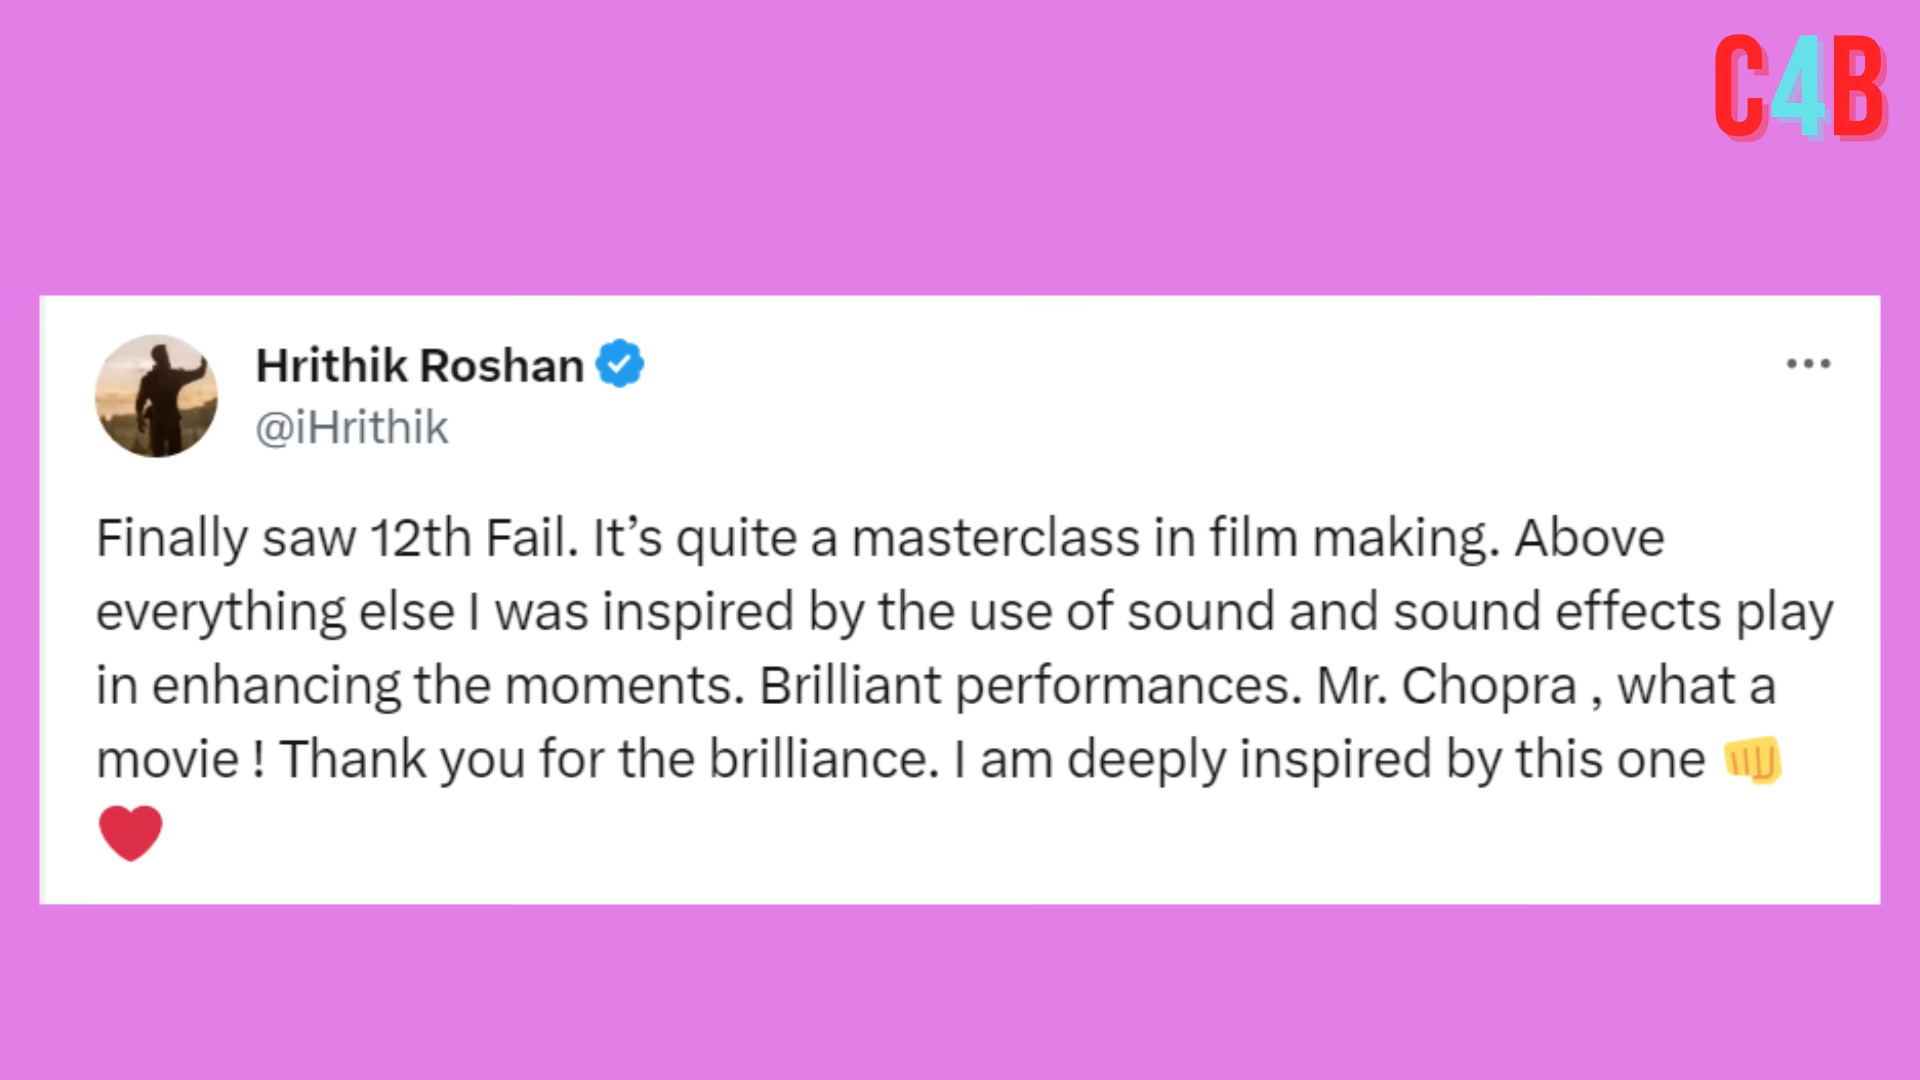 C4B
Hrithik Roshan
@iHrithik
Finally saw 12th Fail. It’s quite a masterclass in film making. Above
everything else I was inspired by the use of sound and sound effects play
in enhancing the moments. Brilliant performances. Mr. Chopra , what a
movie ! Thank you for the brilliance. I am deeply inspired by this one 👊
❤️